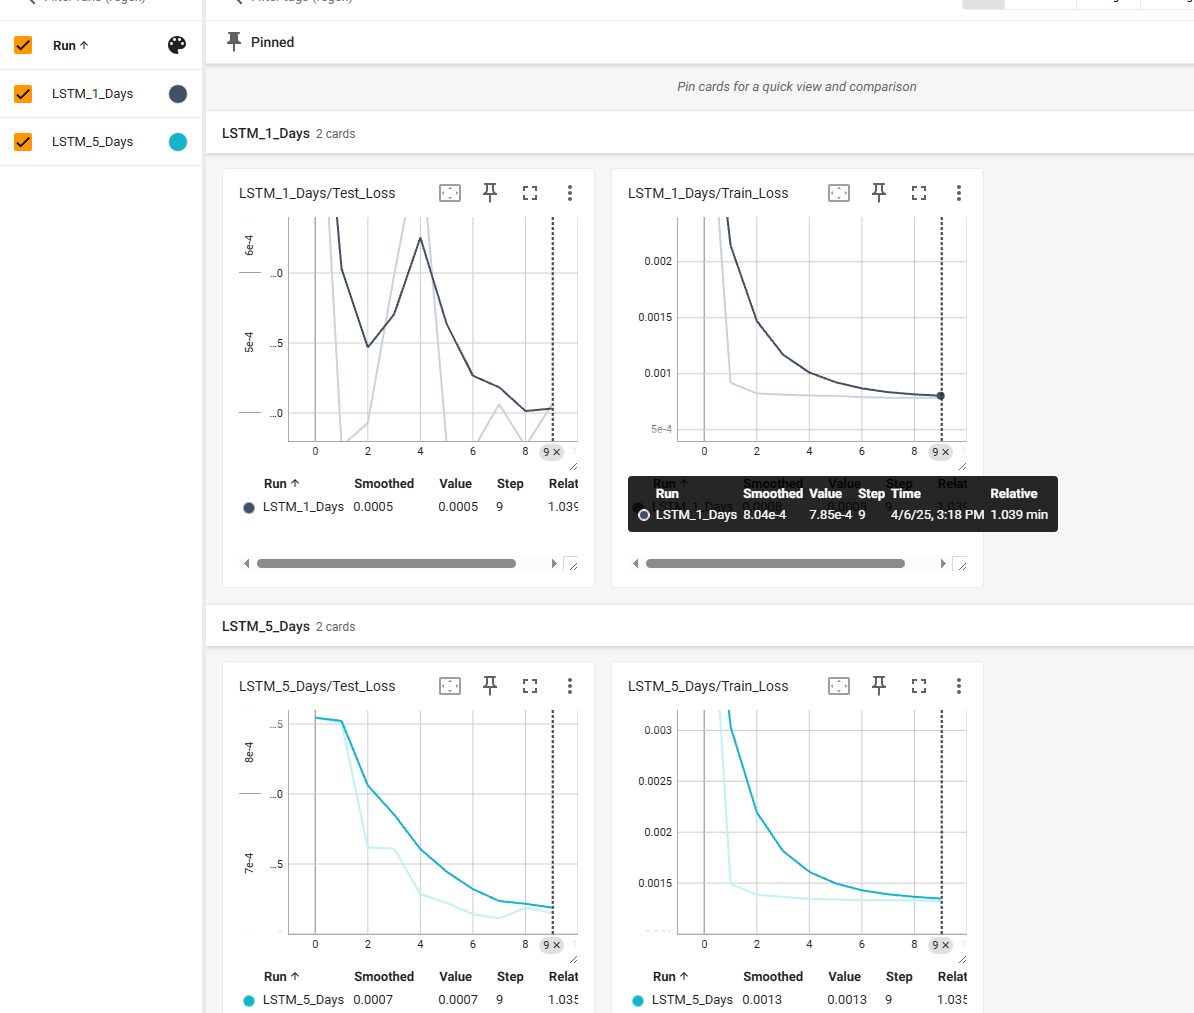 Run ↑
LSTM_1_Days
LSTM_5_Days
Pinned
Pin cards for a quick view and comparison
LSTM_1_Days 2 cards
LSTM_1_Days/Test_Loss
6e-4
...0
5e-4
...5
...0
0 2 4 6 8 9 ×
Run ↑ Smoothed Value Step Relat
LSTM_1_Days 0.0005 0.0005 9 1.039
LSTM_1_Days/Train_Loss
0.002
0.0015
0.001
5e-4
0 2 4 6 8 9 ×
Run Smoothed Value Step Time Relative
LSTM_1_Days 8.04e-4 7.85e-4 9 4/6/25, 3:18 PM 1.039 min
LSTM_5_Days 2 cards
LSTM_5_Days/Test_Loss
...5
8e-4
...0
7e-4
...5
0 2 4 6 8 9 ×
Run ↑ Smoothed Value Step Relat
LSTM_5_Days 0.0007 0.0007 9 1.035
LSTM_5_Days/Train_Loss
0.003
0.0025
0.002
0.0015
0 2 4 6 8 9 ×
Run ↑ Smoothed Value Step Relat
LSTM_5_Days 0.0013 0.0013 9 1.035